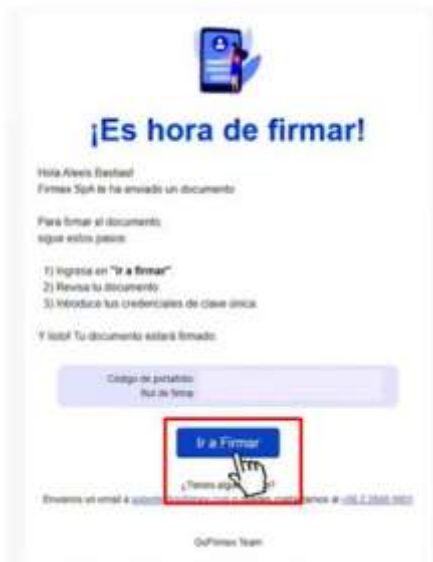 ¡Es hora de firmar!
Hola Alexis Bastias!
Firmex SpA te ha enviado un documento
Para firmar el documento,
sigue estos pasos:
1) Ingresa en "Ir a firmar"
2) Revisa tu documento
3) Introduce tus credenciales de clave única.
Y listo! Tu documento estará firmado.
Código de portafolio:
Rut de firma:
Ir a Firmar
¿Tienes
Envíanos un email a
GoFirmex Team